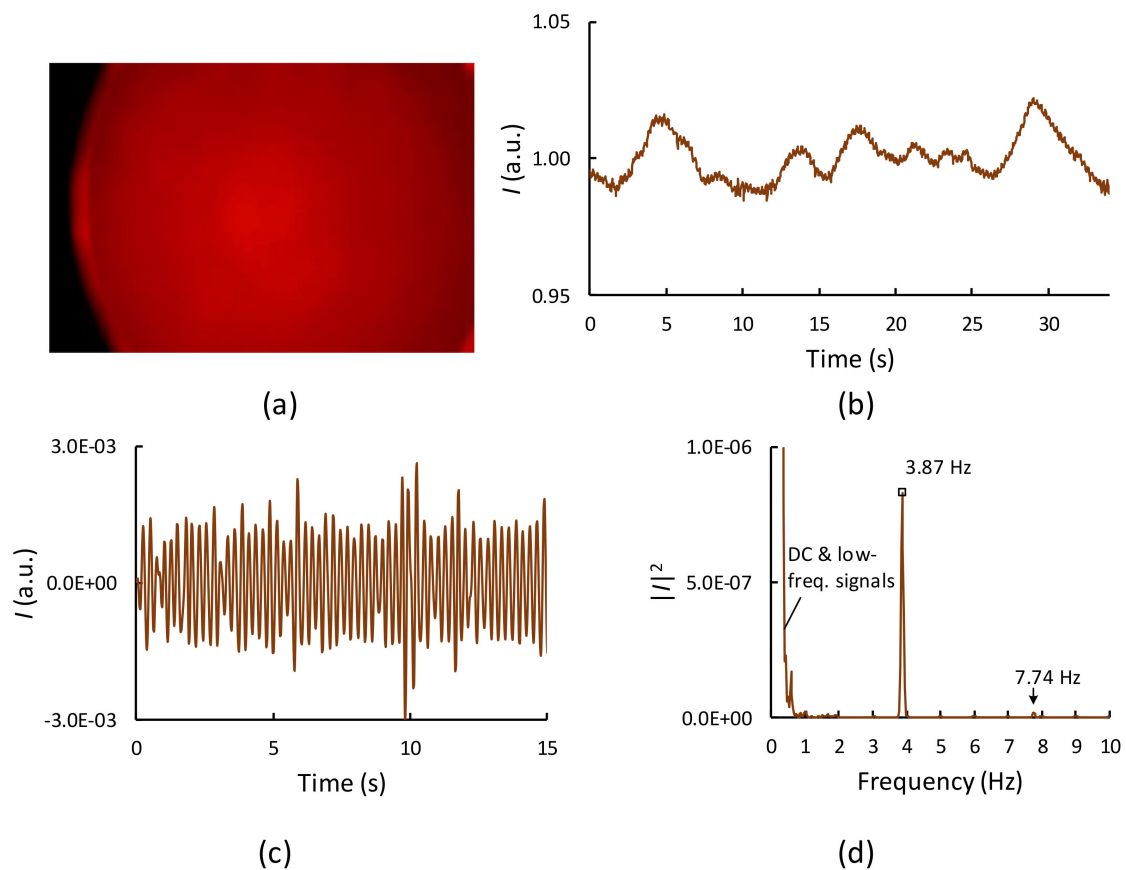 (a)
1.05
1.00
0.95
I (a.u.)
0 5 10 15 20 25 30
Time (s)
(b)
3.0E-03
0.0E+00
-3.0E-03
I (a.u.)
0 5 10 15
Time (s)
(c)
1.0E-06
5.0E-07
0.0E+00
|I|²
3.87 Hz
DC & low-
freq. signals
7.74 Hz
0 1 2 3 4 5 6 7 8 9 10
Frequency (Hz)
(d)